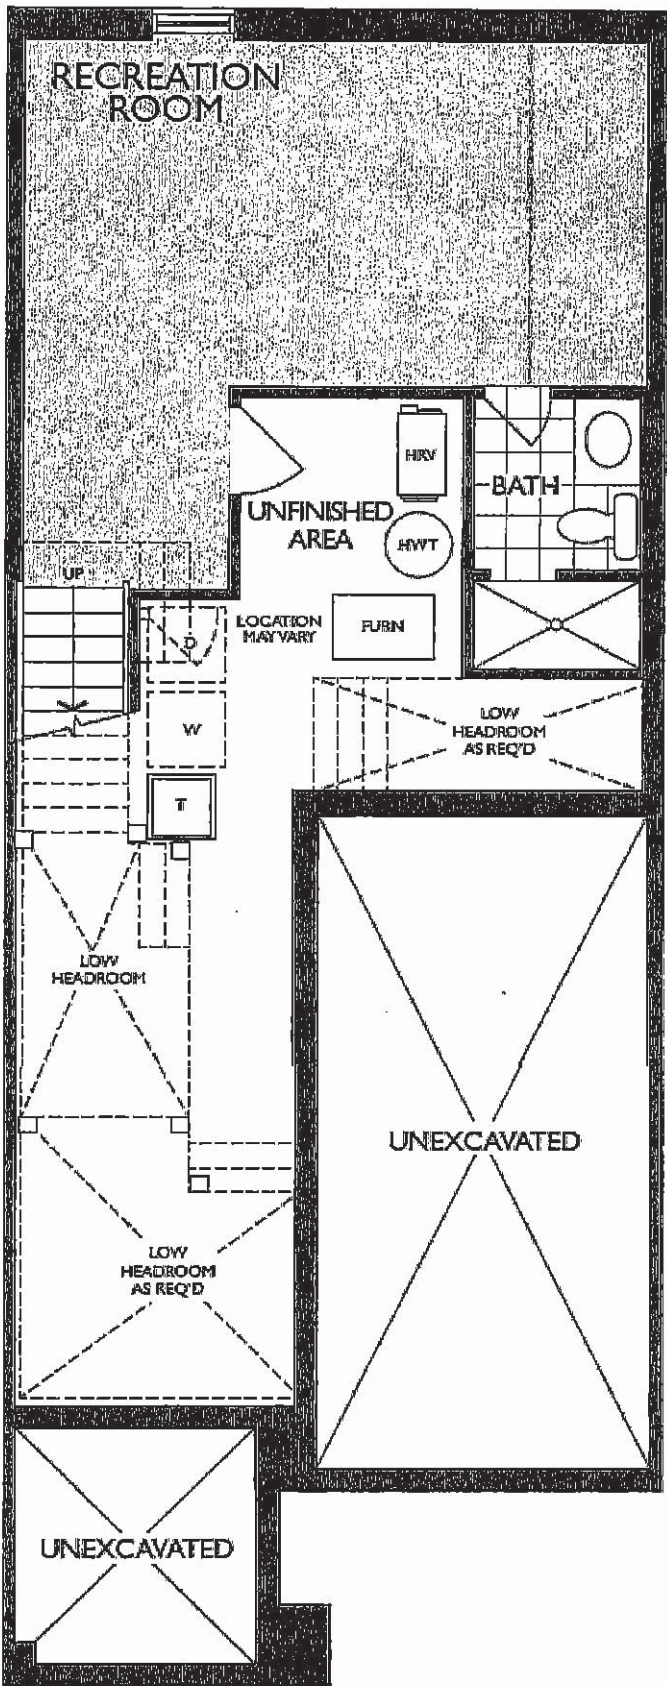 RECREATION
ROOM
HRV
BATH
UNFINISHED
AREA
HWT
UP
LOCATION
MAY VARY
FURN
D
W
LOW
HEADROOM
AS REQ'D
T
LOW
HEADROOM
UNEXCAVATED
LOW
HEADROOM
AS REQ'D
UNEXCAVATED